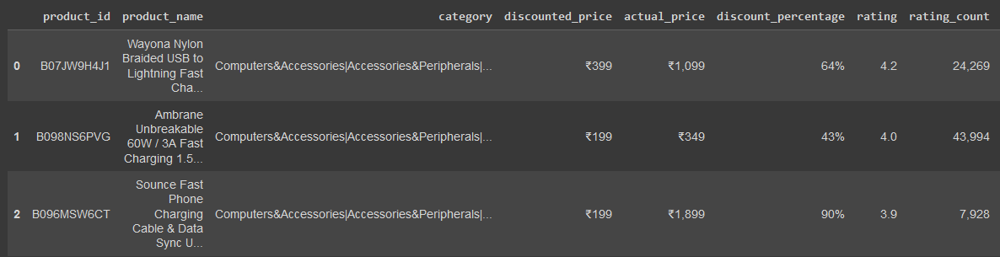 product_id product_name category discounted_price actual_price discount_percentage rating rating_count
0 B07JW9H4J1 Wayona Nylon Braided USB to Lightning Fast Cha... Computers&Accessories|Accessories&Peripherals|... ₹399 ₹1,099 64% 4.2 24,269
1 B098NS6PVG Ambrane Unbreakable 60W / 3A Fast Charging 1.5... Computers&Accessories|Accessories&Peripherals|... ₹199 ₹349 43% 4.0 43,994
2 B096MSW6CT Sounce Fast Phone Charging Cable & Data Sync U... Computers&Accessories|Accessories&Peripherals|... ₹199 ₹1,899 90% 3.9 7,928